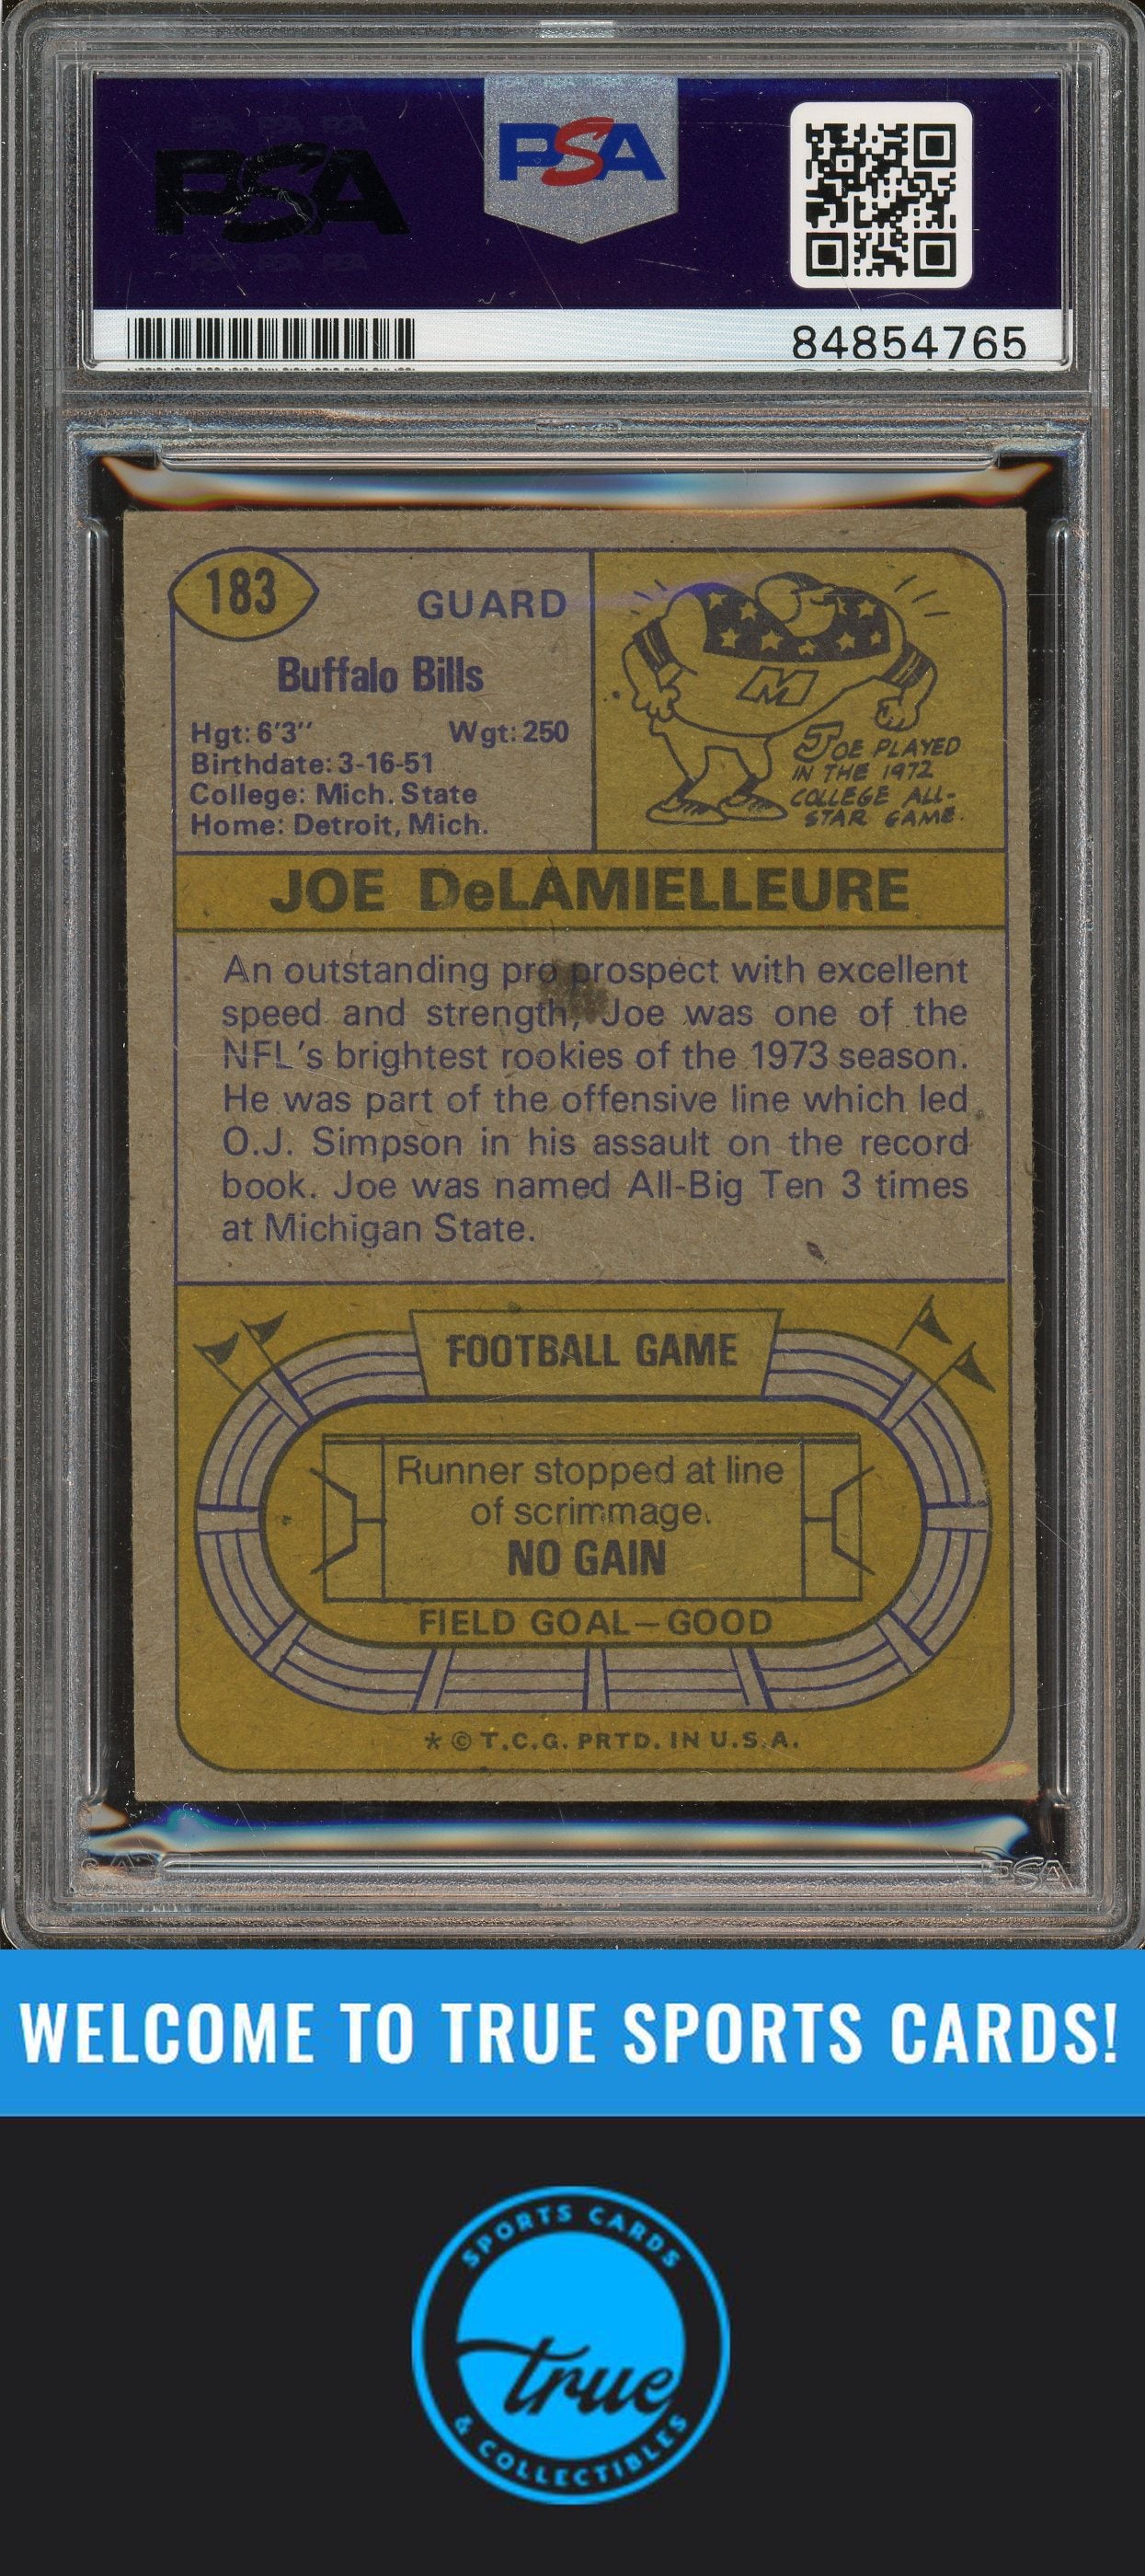 PSA
PSA
84854765
183
GUARD
Buffalo Bills
Hgt: 6'3" Wgt: 250
Birthdate: 3-16-51
College: Mich. State
Home: Detroit, Mich.
M
JOE PLAYED
IN THE 1972
COLLEGE ALL-
STAR GAME.
JOE DeLAMIELLEURE
An outstanding pro prospect with excellent
speed and strength, Joe was one of the
NFL's brightest rookies of the 1973 season.
He was part of the offensive line which led
O.J. Simpson in his assault on the record
book. Joe was named All-Big Ten 3 times
at Michigan State.
FOOTBALL GAME
Runner stopped at line
of scrimmage.
NO GAIN
FIELD GOAL—GOOD
* © T.C.G. PRTD. IN U.S.A.
PSA
WELCOME TO TRUE SPORTS CARDS!
SPORTS CARDS
true
& COLLECTIBLES